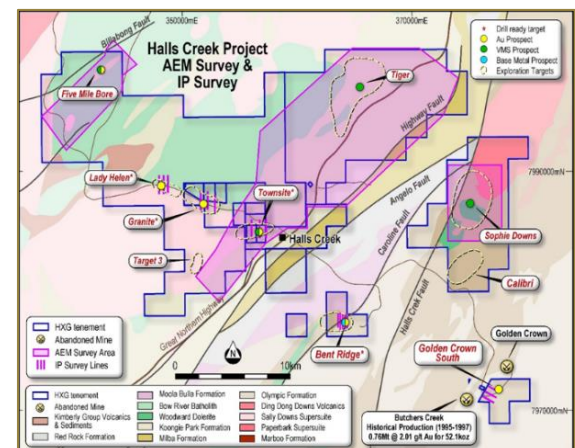 350000mE
370000mE
Billabong Fault
Halls Creek Project
AEM Survey &
IP Survey
Drill ready target
Au Prospect
VMS Prospect
Base Metal Prospect
Exploration Targets
Five Mile Bore
Tiger
Highway Fault
Lady Helen*
7990000mN
Granite*
Townsite*
Angelo Fault
Halls Creek
Caroline Fault
Sophie Downs
Target 3
Calibri
Great Northern Highway
Halls Crek Fault
HXG tenement
Abandoned Mine
AEM Survey Area
IP Survey Lines
N
0
10km
Bent Ridge*
Golden Crown
Golden Crown
South
7970000mN
Butchers Creek
Historical Production (1995-1997)
0.76Mt @ 2.01 g/t Au for 52.1koz
HXG tenement
Abandoned Mine
Kimberly Group Volcanics
& Sediments
Red Rock Formation
Moola Bulla Formation
Bow River Batholith
Woodward Dolerite
Koongie Park Formation
Milba Formation
Olympic Formation
Ding Dong Downs Volcanics
Sally Downs Supersuite
Paperbark Supersuite
Marboo Formation